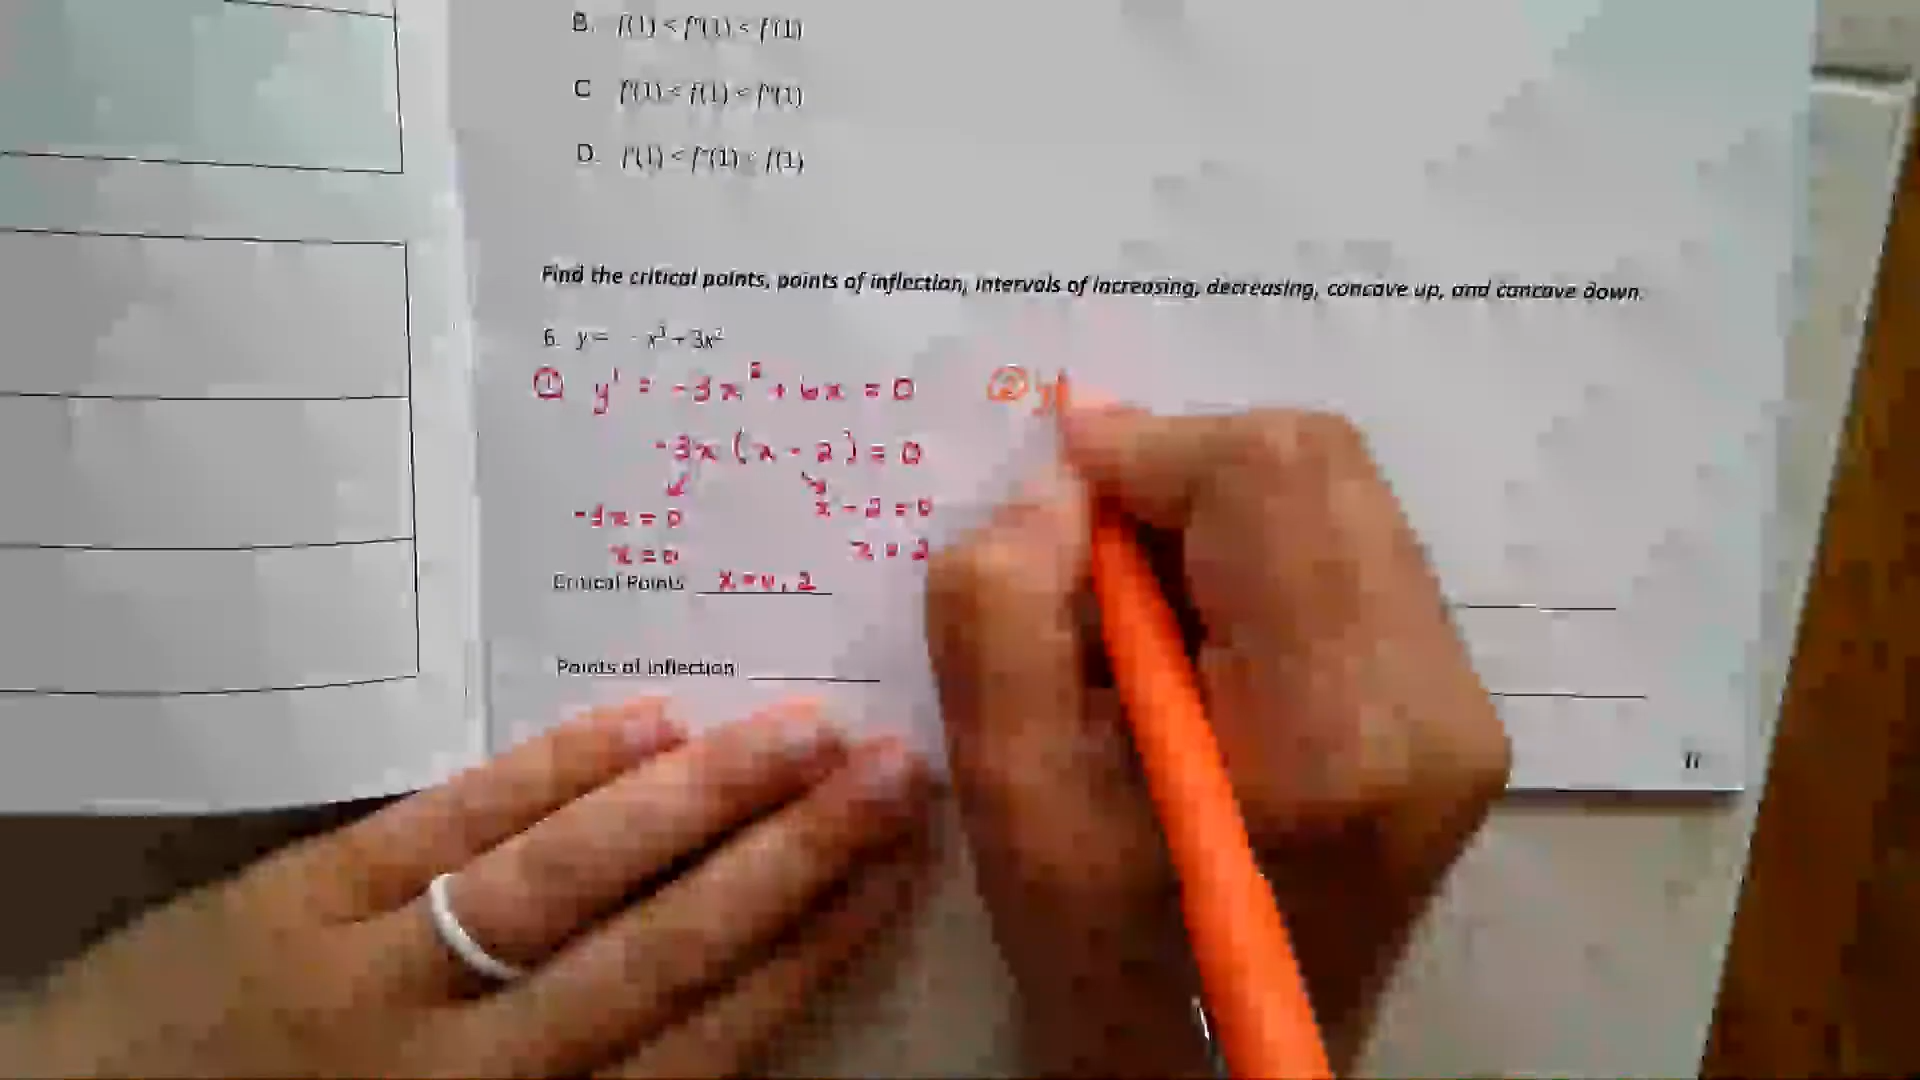 B. f(1) < f"(1) < f'(1)
C f'(1) < f(1) < f"(1)
D. f'(1) < f"(1) < f(1)
Find the critical points, points of inflection, intervals of increasing, decreasing, concave up, and concave down.
6. y = - x³ + 3x²
① y' = -3x² + 6x = 0
② y
-3x (x - 2) = 0
-3x = 0
x - 2 = 0
x = 0
x = 2
Critical Points x = 0, 2
Points of Inflection
11